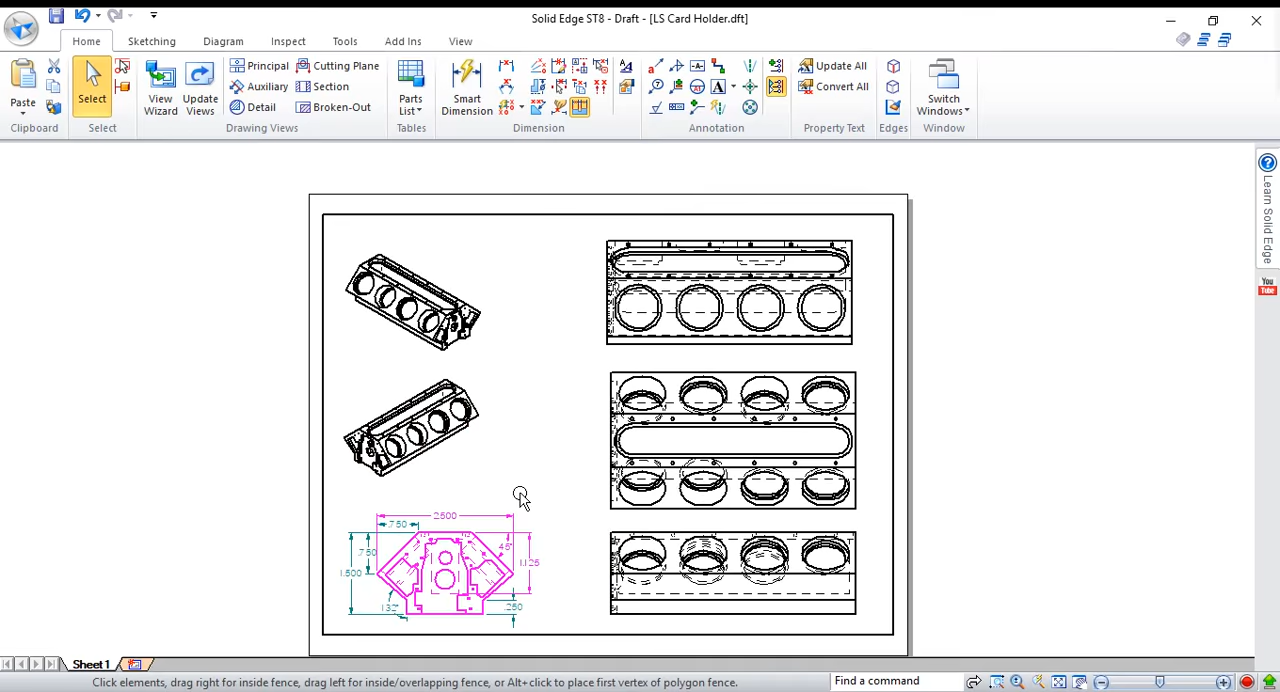 Solid Edge ST8 - Draft - [LS Card Holder.dft]
Home Sketching Diagram Inspect Tools Add Ins View
Paste
Clipboard
Select
Select
View Wizard
Update Views
Principal
Cutting Plane
Auxiliary
Section
Detail
Broken-Out
Drawing Views
Parts List
Tables
Smart Dimension
Dimension
A
A
Annotation
Update All
Convert All
Property Text
Edges
Switch Windows
Window
Learn Solid Edge
You Tube
2.500
.750
.750
1.500
45°
1.125
.250
132°
Sheet1
Click elements, drag right for inside fence, drag left for inside/overlapping fence, or Alt+click to place first vertex of polygon fence.
Find a command